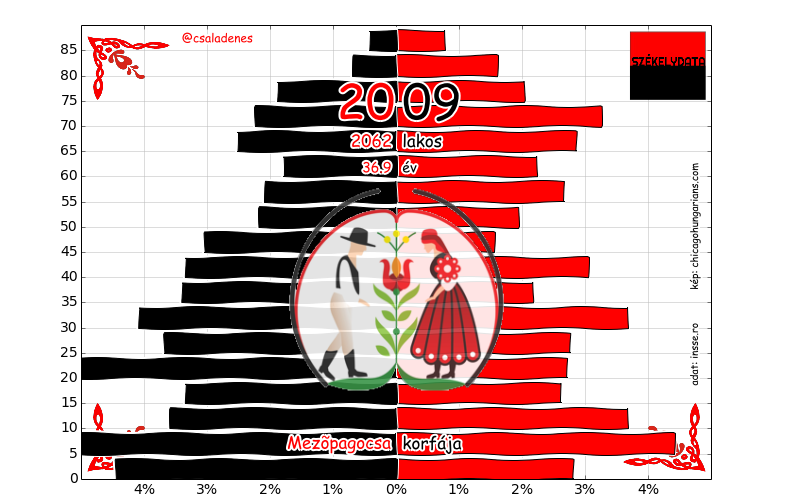 @csaladenes
SZÉKELYDATA
2009
2062 lakos
36.9 év
Mezőpagocsa korfája
kép: chicagohungarians.com
adat: insse.ro
85
80
75
70
65
60
55
50
45
40
35
30
25
20
15
10
5
0
4% 3% 2% 1% 0% 1% 2% 3% 4%